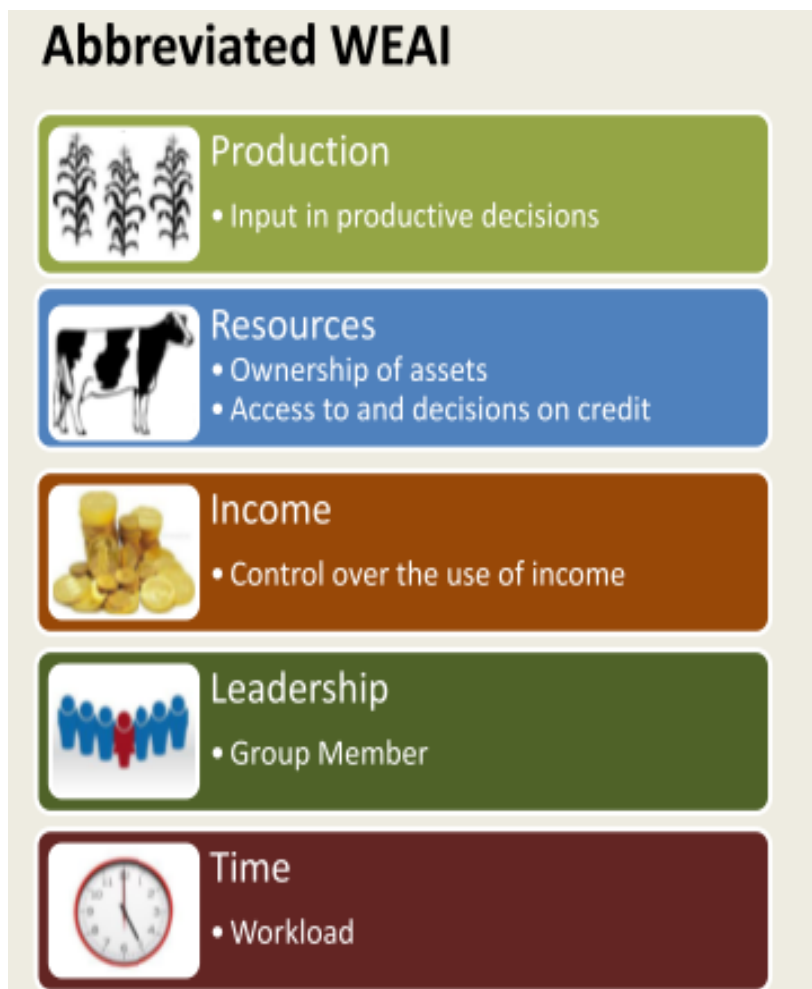 Abbreviated WEAI
Production
• Input in productive decisions
Resources
• Ownership of assets
• Access to and decisions on credit
Income
• Control over the use of income
Leadership
• Group Member
Time
• Workload